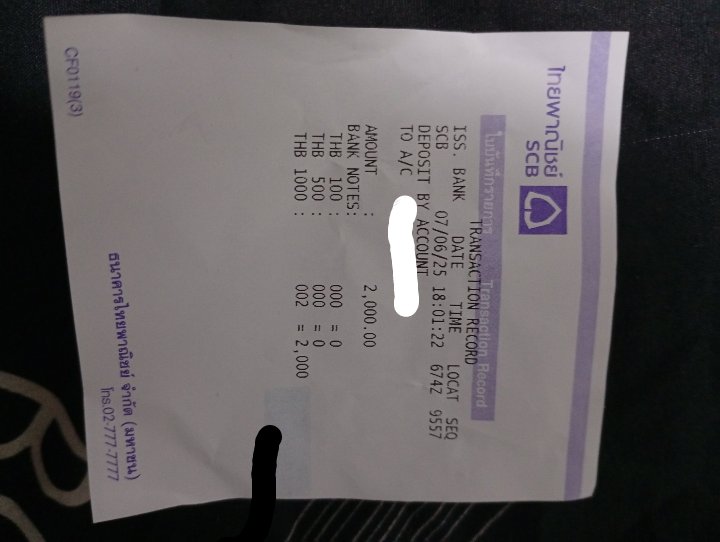 ไทยพาณิชย์
SCB
ใบบันทึกรายการ Transaction Record
TRANSACTION RECORD
ISS. BANK DATE TIME LOCAT SEQ
SCB 07/06/25 18:01:22 6742 9557
DEPOSIT BY ACCOUNT
TO A/C
AMOUNT : 2,000.00
BANK NOTES:
THB 100 : 000 = 0
THB 500 : 000 = 0
THB 1000 : 002 = 2,000
ธนาคารไทยพาณิชย์ จำกัด (มหาชน)
โทร.02-777-7777
CF0119(3)